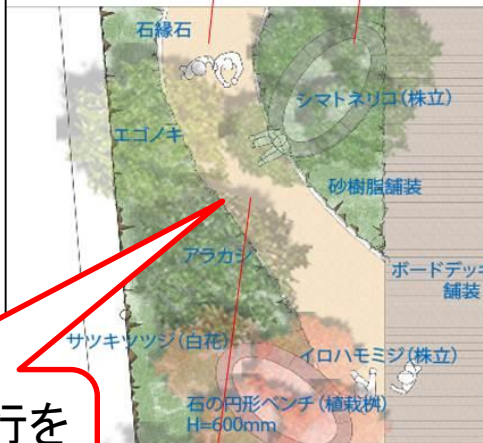 石縁石
シマトネリコ(株立)
エゴノキ
砂樹脂舗装
アラカシ
ボードデッキ
舗装
サツキツツジ(白花)
イロハモミジ(株立)
石の円形ベンチ(植栽桝)
H=600mm
行を